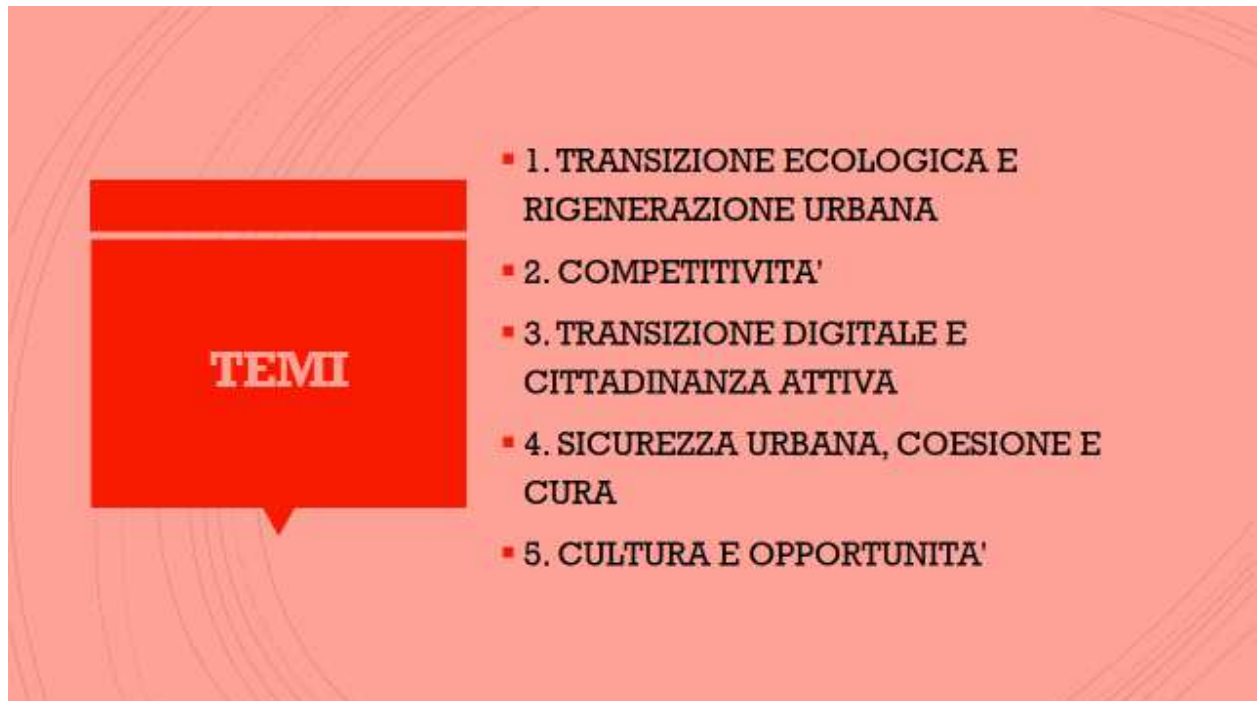 TEMI
▪ 1. TRANSIZIONE ECOLOGICA E
RIGENERAZIONE URBANA
▪ 2. COMPETITIVITA'
▪ 3. TRANSIZIONE DIGITALE E
CITTADINANZA ATTIVA
▪ 4. SICUREZZA URBANA, COESIONE E
CURA
▪ 5. CULTURA E OPPORTUNITA'